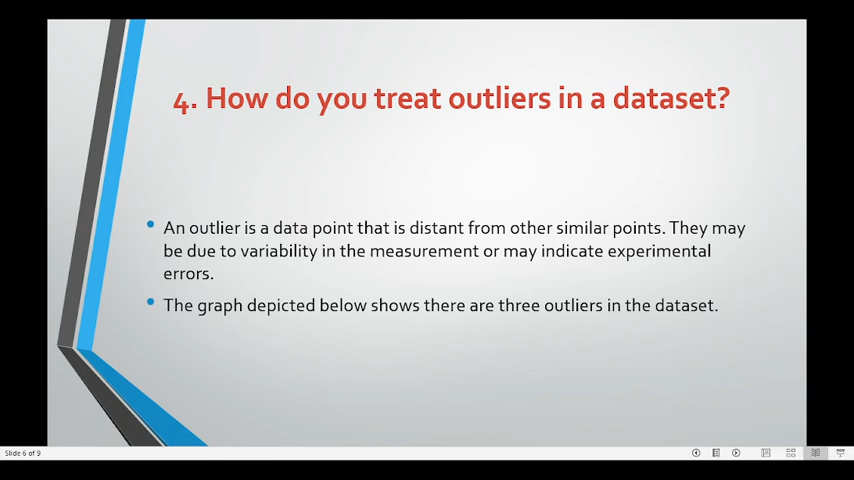 4. How do you treat outliers in a dataset?
• An outlier is a data point that is distant from other similar points. They may
be due to variability in the measurement or may indicate experimental
errors.
• The graph depicted below shows there are three outliers in the dataset.
Slide 6 of 9